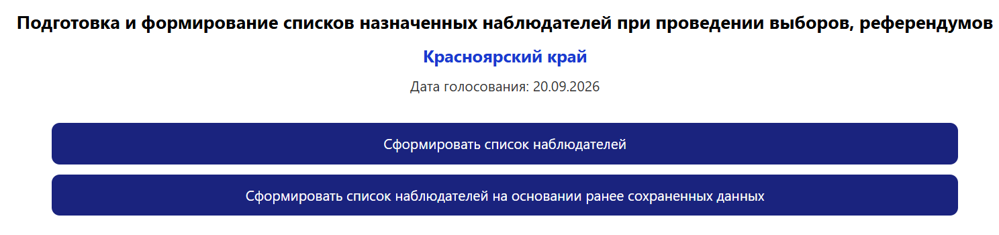 Подготовка и формирование списков назначенных наблюдателей при проведении выборов, референдумов
Красноярский край
Дата голосования: 20.09.2026
Сформировать список наблюдателей
Сформировать список наблюдателей на основании ранее сохраненных данных